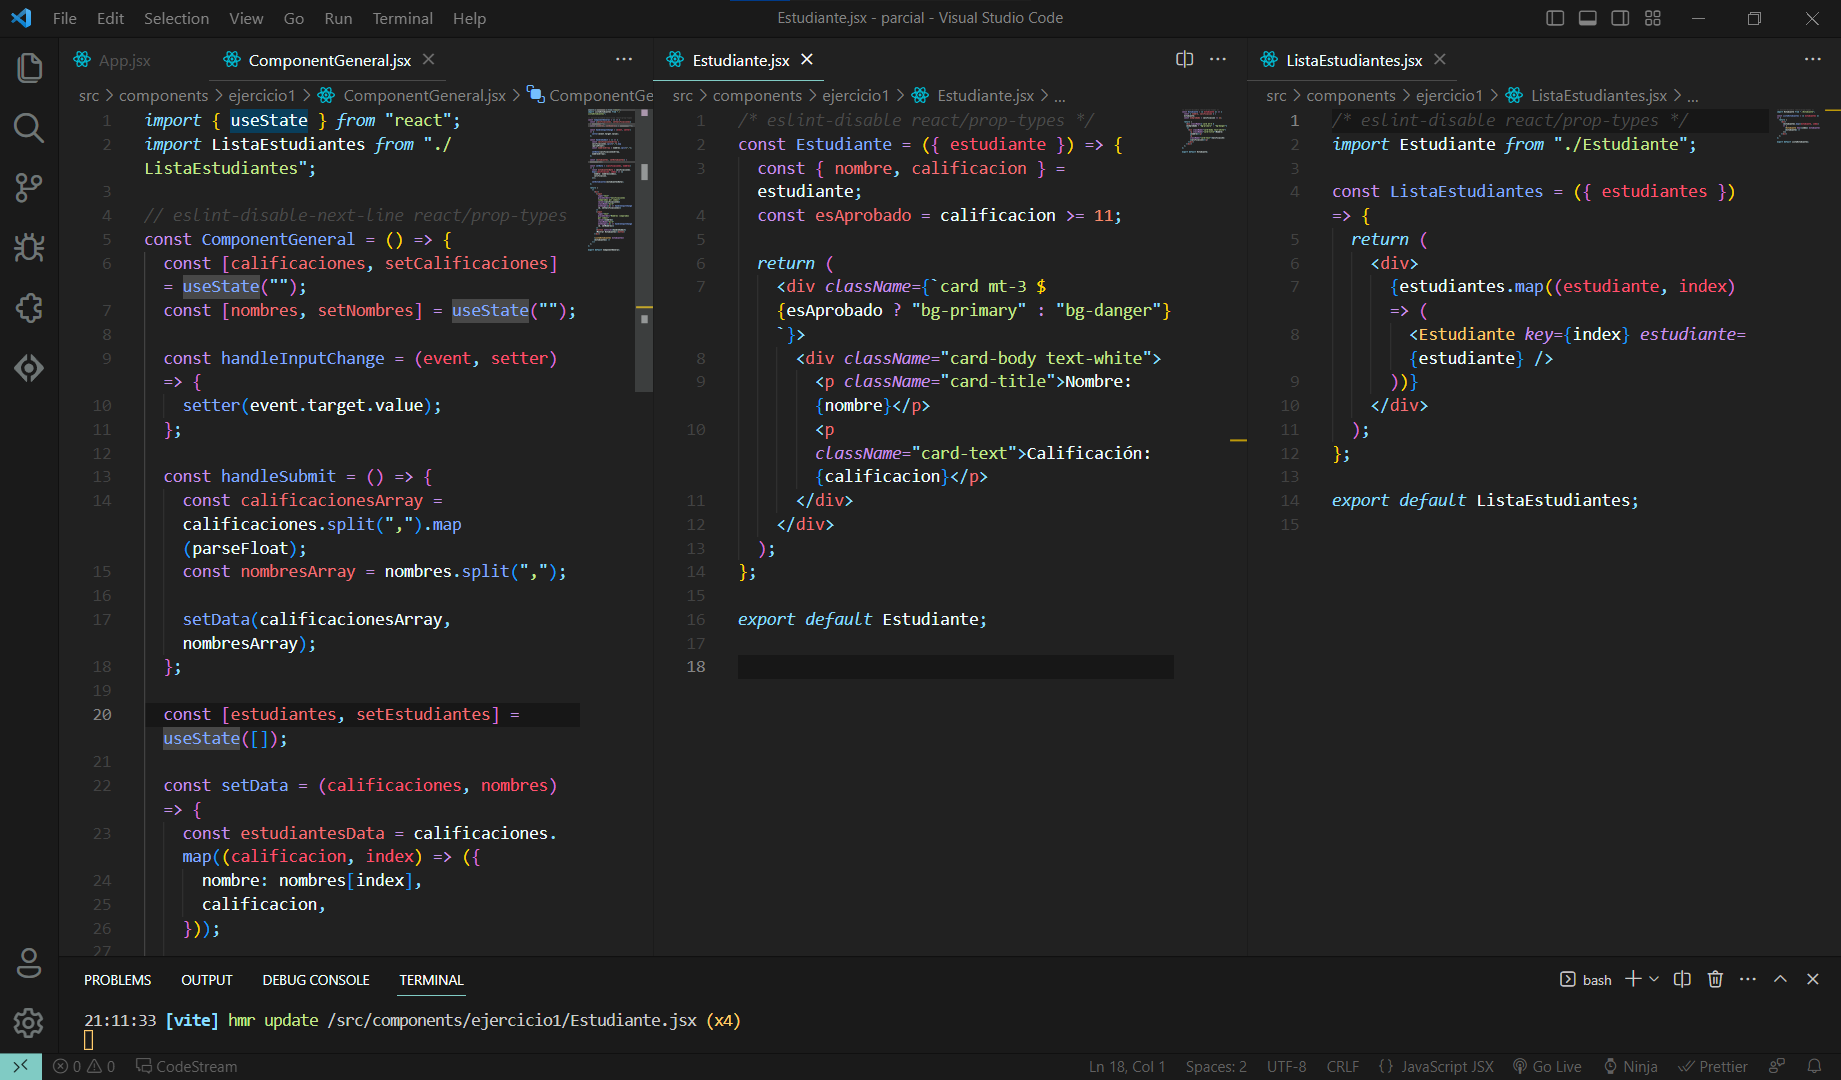 File Edit Selection View Go Run Terminal Help
Estudiante.jsx - parcial - Visual Studio Code
App.jsx
ComponentGeneral.jsx
src > components > ejercicio1 > ComponentGeneral.jsx > ComponentGe
1 import { useState } from "react";
2 import ListaEstudiantes from "./
ListaEstudiantes";
3
4 // eslint-disable-next-line react/prop-types
5 const ComponentGeneral = () => {
6 const [calificaciones, setCalificaciones]
= useState("");
7 const [nombres, setNombres] = useState("");
8
9 const handleInputChange = (event, setter)
=> {
10 setter(event.target.value);
11 };
12
13 const handleSubmit = () => {
14 const calificacionesArray =
calificaciones.split(",").map
(parseFloat);
15 const nombresArray = nombres.split(",");
16
17 setData(calificacionesArray,
nombresArray);
18 };
19
20 const [estudiantes, setEstudiantes] =
useState([]);
21
22 const setData = (calificaciones, nombres)
=> {
23 const estudiantesData = calificaciones.
map((calificacion, index) => ({
24 nombre: nombres[index],
25 calificacion,
26 }));
27
Estudiante.jsx
src > components > ejercicio1 > Estudiante.jsx > ...
1 /* eslint-disable react/prop-types */
2 const Estudiante = ({ estudiante }) => {
3 const { nombre, calificacion } =
estudiante;
4 const esAprobado = calificacion >= 11;
5
6 return (
7 <div className={`card mt-3 $
{esAprobado ? "bg-primary" : "bg-danger"}
`}>
8 <div className="card-body text-white">
9 <p className="card-title">Nombre:
{nombre}</p>
10 <p
className="card-text">Calificación:
{calificacion}</p>
11 </div>
12 </div>
13 );
14 };
15
16 export default Estudiante;
17
18
ListaEstudiantes.jsx
src > components > ejercicio1 > ListaEstudiantes.jsx > ...
1 /* eslint-disable react/prop-types */
2 import Estudiante from "./Estudiante";
3
4 const ListaEstudiantes = ({ estudiantes })
=> {
5 return (
6 <div>
7 {estudiantes.map((estudiante, index)
=> (
8 <Estudiante key={index} estudiante=
{estudiante} />
9 ))}
10 </div>
11 );
12 };
13
14 export default ListaEstudiantes;
15
PROBLEMS OUTPUT DEBUG CONSOLE TERMINAL
bash
21:11:33 [vite] hmr update /src/components/ejercicio1/Estudiante.jsx (x4)
0 0 CodeStream
Ln 18, Col 1 Spaces: 2 UTF-8 CRLF {} JavaScript JSX Go Live Ninja Prettier